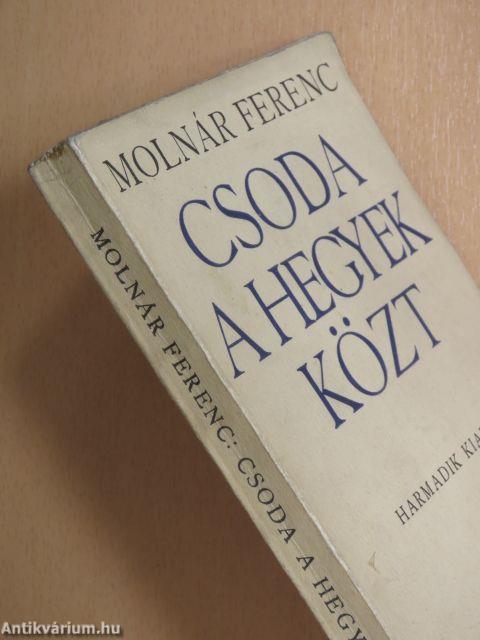 MOLNÁR FERENC
CSODA
A HEGYEK
KÖZT
HARMADIK KIA
MOLNÁR FERENC: CSODA A HEGY
Antikvárium.hu